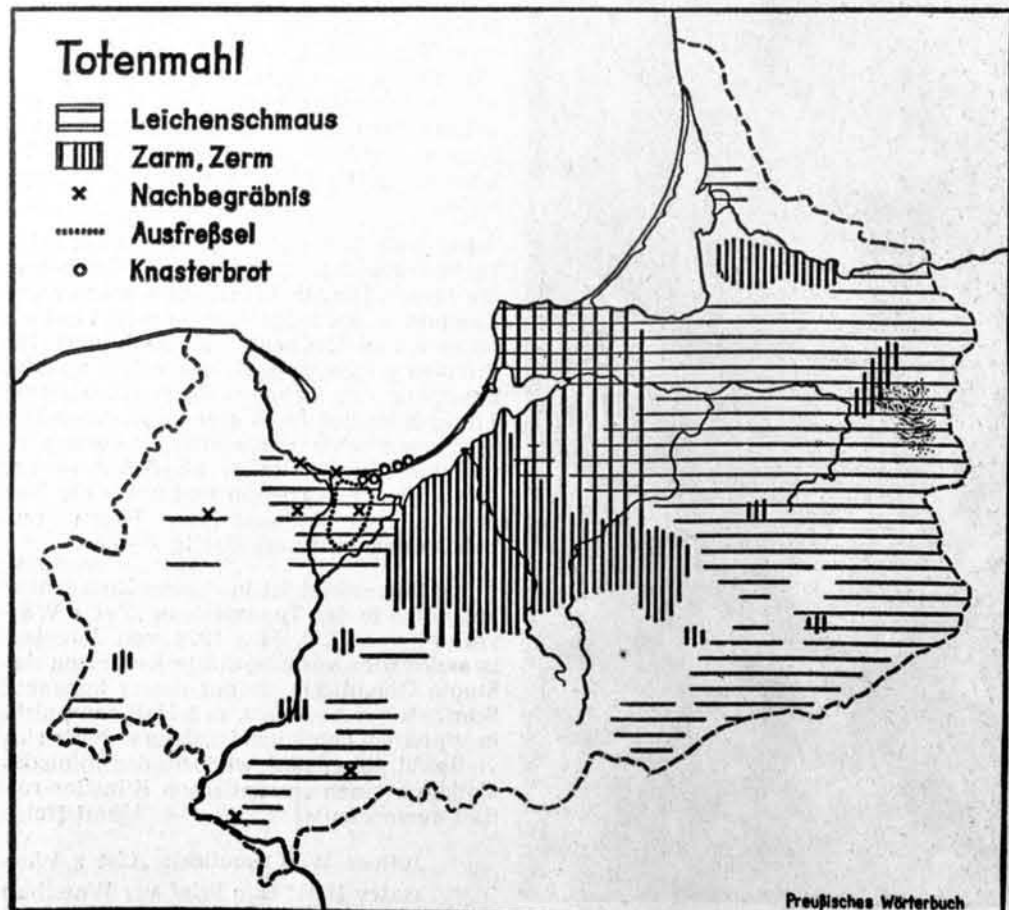 Totenmahl
Leichenschmaus
Zarm, Zerm
Nachbegräbnis
Ausfreßsel
Knasterbrot
Preußisches Wörterbuch